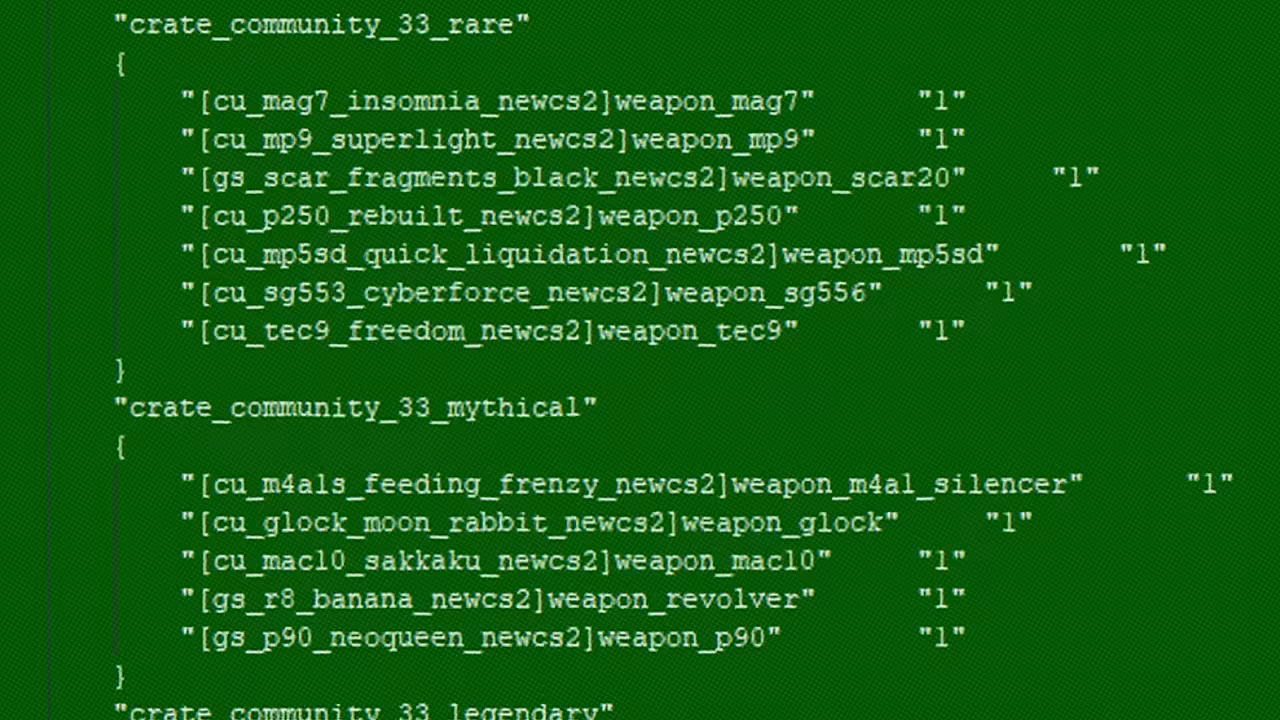 "crate_community_33_rare"
{
"[cu_mag7_insomnia_newcs2]weapon_mag7" "1"
"[cu_mp9_superlight_newcs2]weapon_mp9" "1"
"[gs_scar_fragments_black_newcs2]weapon_scar20" "1"
"[cu_p250_rebuilt_newcs2]weapon_p250" "1"
"[cu_mp5sd_quick_liquidation_newcs2]weapon_mp5sd" "1"
"[cu_sg553_cyberforce_newcs2]weapon_sg556" "1"
"[cu_tec9_freedom_newcs2]weapon_tec9" "1"
}
"crate_community_33_mythical"
{
"[cu_m4a1s_feeding_frenzy_newcs2]weapon_m4a1_silencer" "1"
"[cu_glock_moon_rabbit_newcs2]weapon_glock" "1"
"[cu_mac10_sakkaku_newcs2]weapon_mac10" "1"
"[gs_r8_banana_newcs2]weapon_revolver" "1"
"[gs_p90_neoqueen_newcs2]weapon_p90" "1"
}
"crate_community_33_legendary"